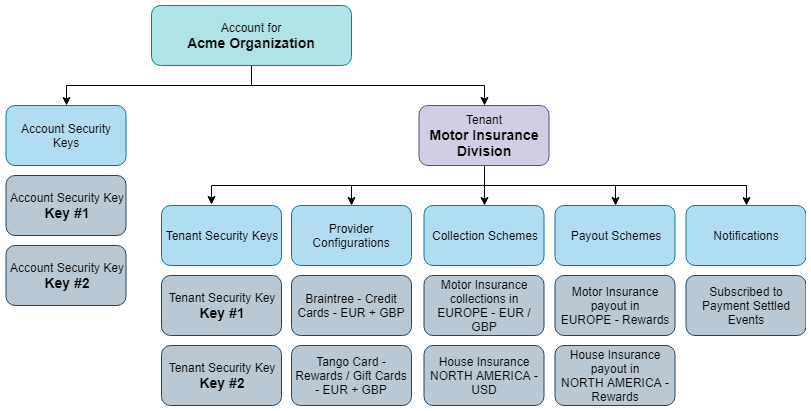 Account for
Acme Organization
Account Security
Keys
Tenant
Motor Insurance
Division
Account Security Key
Key #1
Account Security Key
Key #2
Tenant Security Keys
Provider
Configurations
Collection Schemes
Payout Schemes
Notifications
Tenant Security Key
Key #1
Braintree - Credit
Cards - EUR + GBP
Motor Insurance
collections in
EUROPE - EUR /
GBP
Motor Insurance
payout in
EUROPE - Rewards
Subscribed to
Payment Settled
Events
Tenant Security Key
Key #2
Tango Card -
Rewards / Gift Cards
- EUR + GBP
House Insurance
NORTH AMERICA -
USD
House Insurance
payout in
NORTH AMERICA -
Rewards